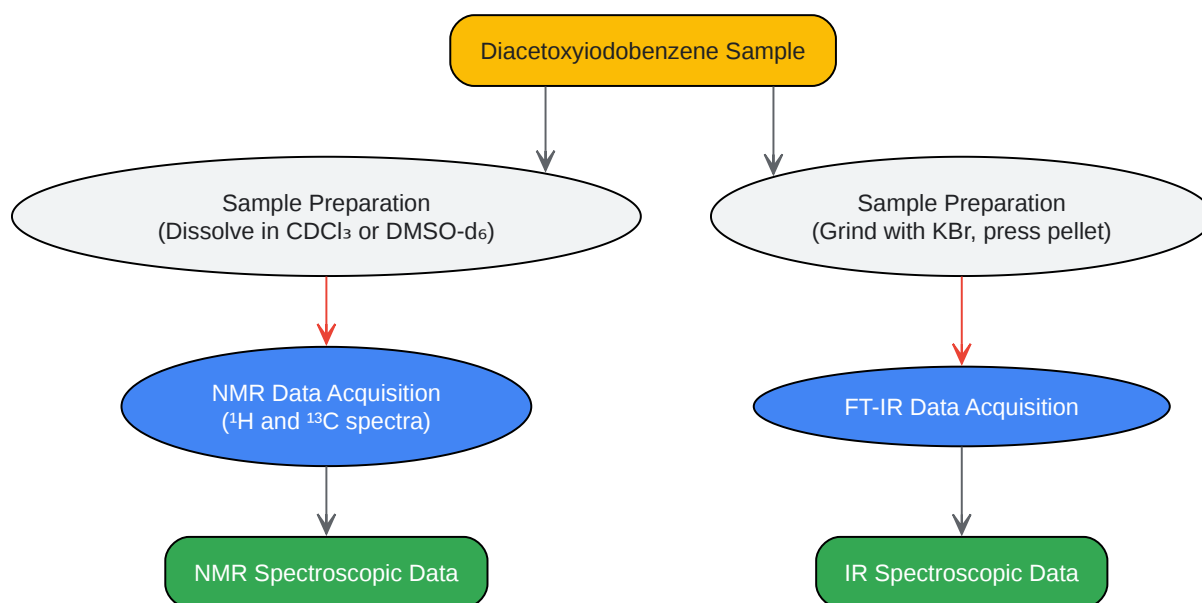 Diacetoxyiodobenzene Sample
Sample Preparation
(Dissolve in CDCl₃ or DMSO-d₆)
Sample Preparation
(Grind with KBr, press pellet)
NMR Data Acquisition
(¹H and ¹³C spectra)
FT-IR Data Acquisition
NMR Spectroscopic Data
IR Spectroscopic Data